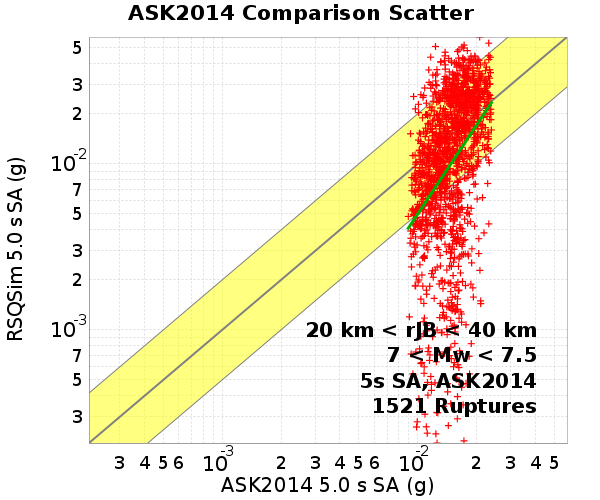 ASK2014 Comparison Scatter
RSQSim 5.0 s SA (g)
5
3
2
10-2
7
5
3
2
10-3
7
5
3
20 km < rJB < 40 km
7 < Mw < 7.5
5s SA, ASK2014
1521 Ruptures
3 4 5 6 10-3 2 3 4 5 6 10-2 2 3 4 5
ASK2014 5.0 s SA (g)